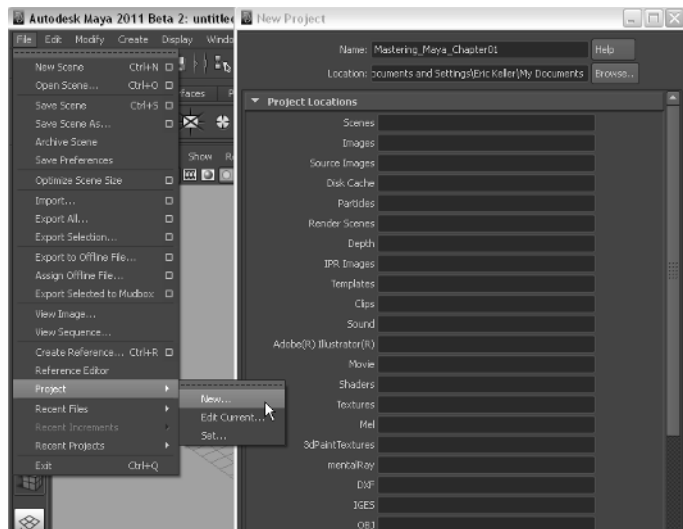 Autodesk Maya 2011 Beta 2: untitle
File Edit Modify Create Display Windo
New Scene Ctrl+N
Open Scene... Ctrl+O
Save Scene Ctrl+S
Save Scene As...
Archive Scene
Save Preferences
Optimize Scene Size
Import...
Export All...
Export Selection...
Export to Offline File...
Assign Offline File...
Export Selected to Mudbox
View Image...
View Sequence...
Create Reference... Ctrl+R
Reference Editor
Project
Recent Files
Recent Increments
Recent Projects
Exit Ctrl+Q
New...
Edit Current...
Set...
faces P
Show Re
New Project
Name: Mastering_Maya_Chapter01 Help
Location: ocuments and Settings\Eric Keller\My Documents Browse..
Project Locations
Scenes
Images
Source Images
Disk Cache
Particles
Render Scenes
Depth
IPR Images
Templates
Clips
Sound
Adobe(R) Illustrator(R)
Movie
Shaders
Textures
Mel
3dPaintTextures
mentalRay
DXF
IGES
OBJ